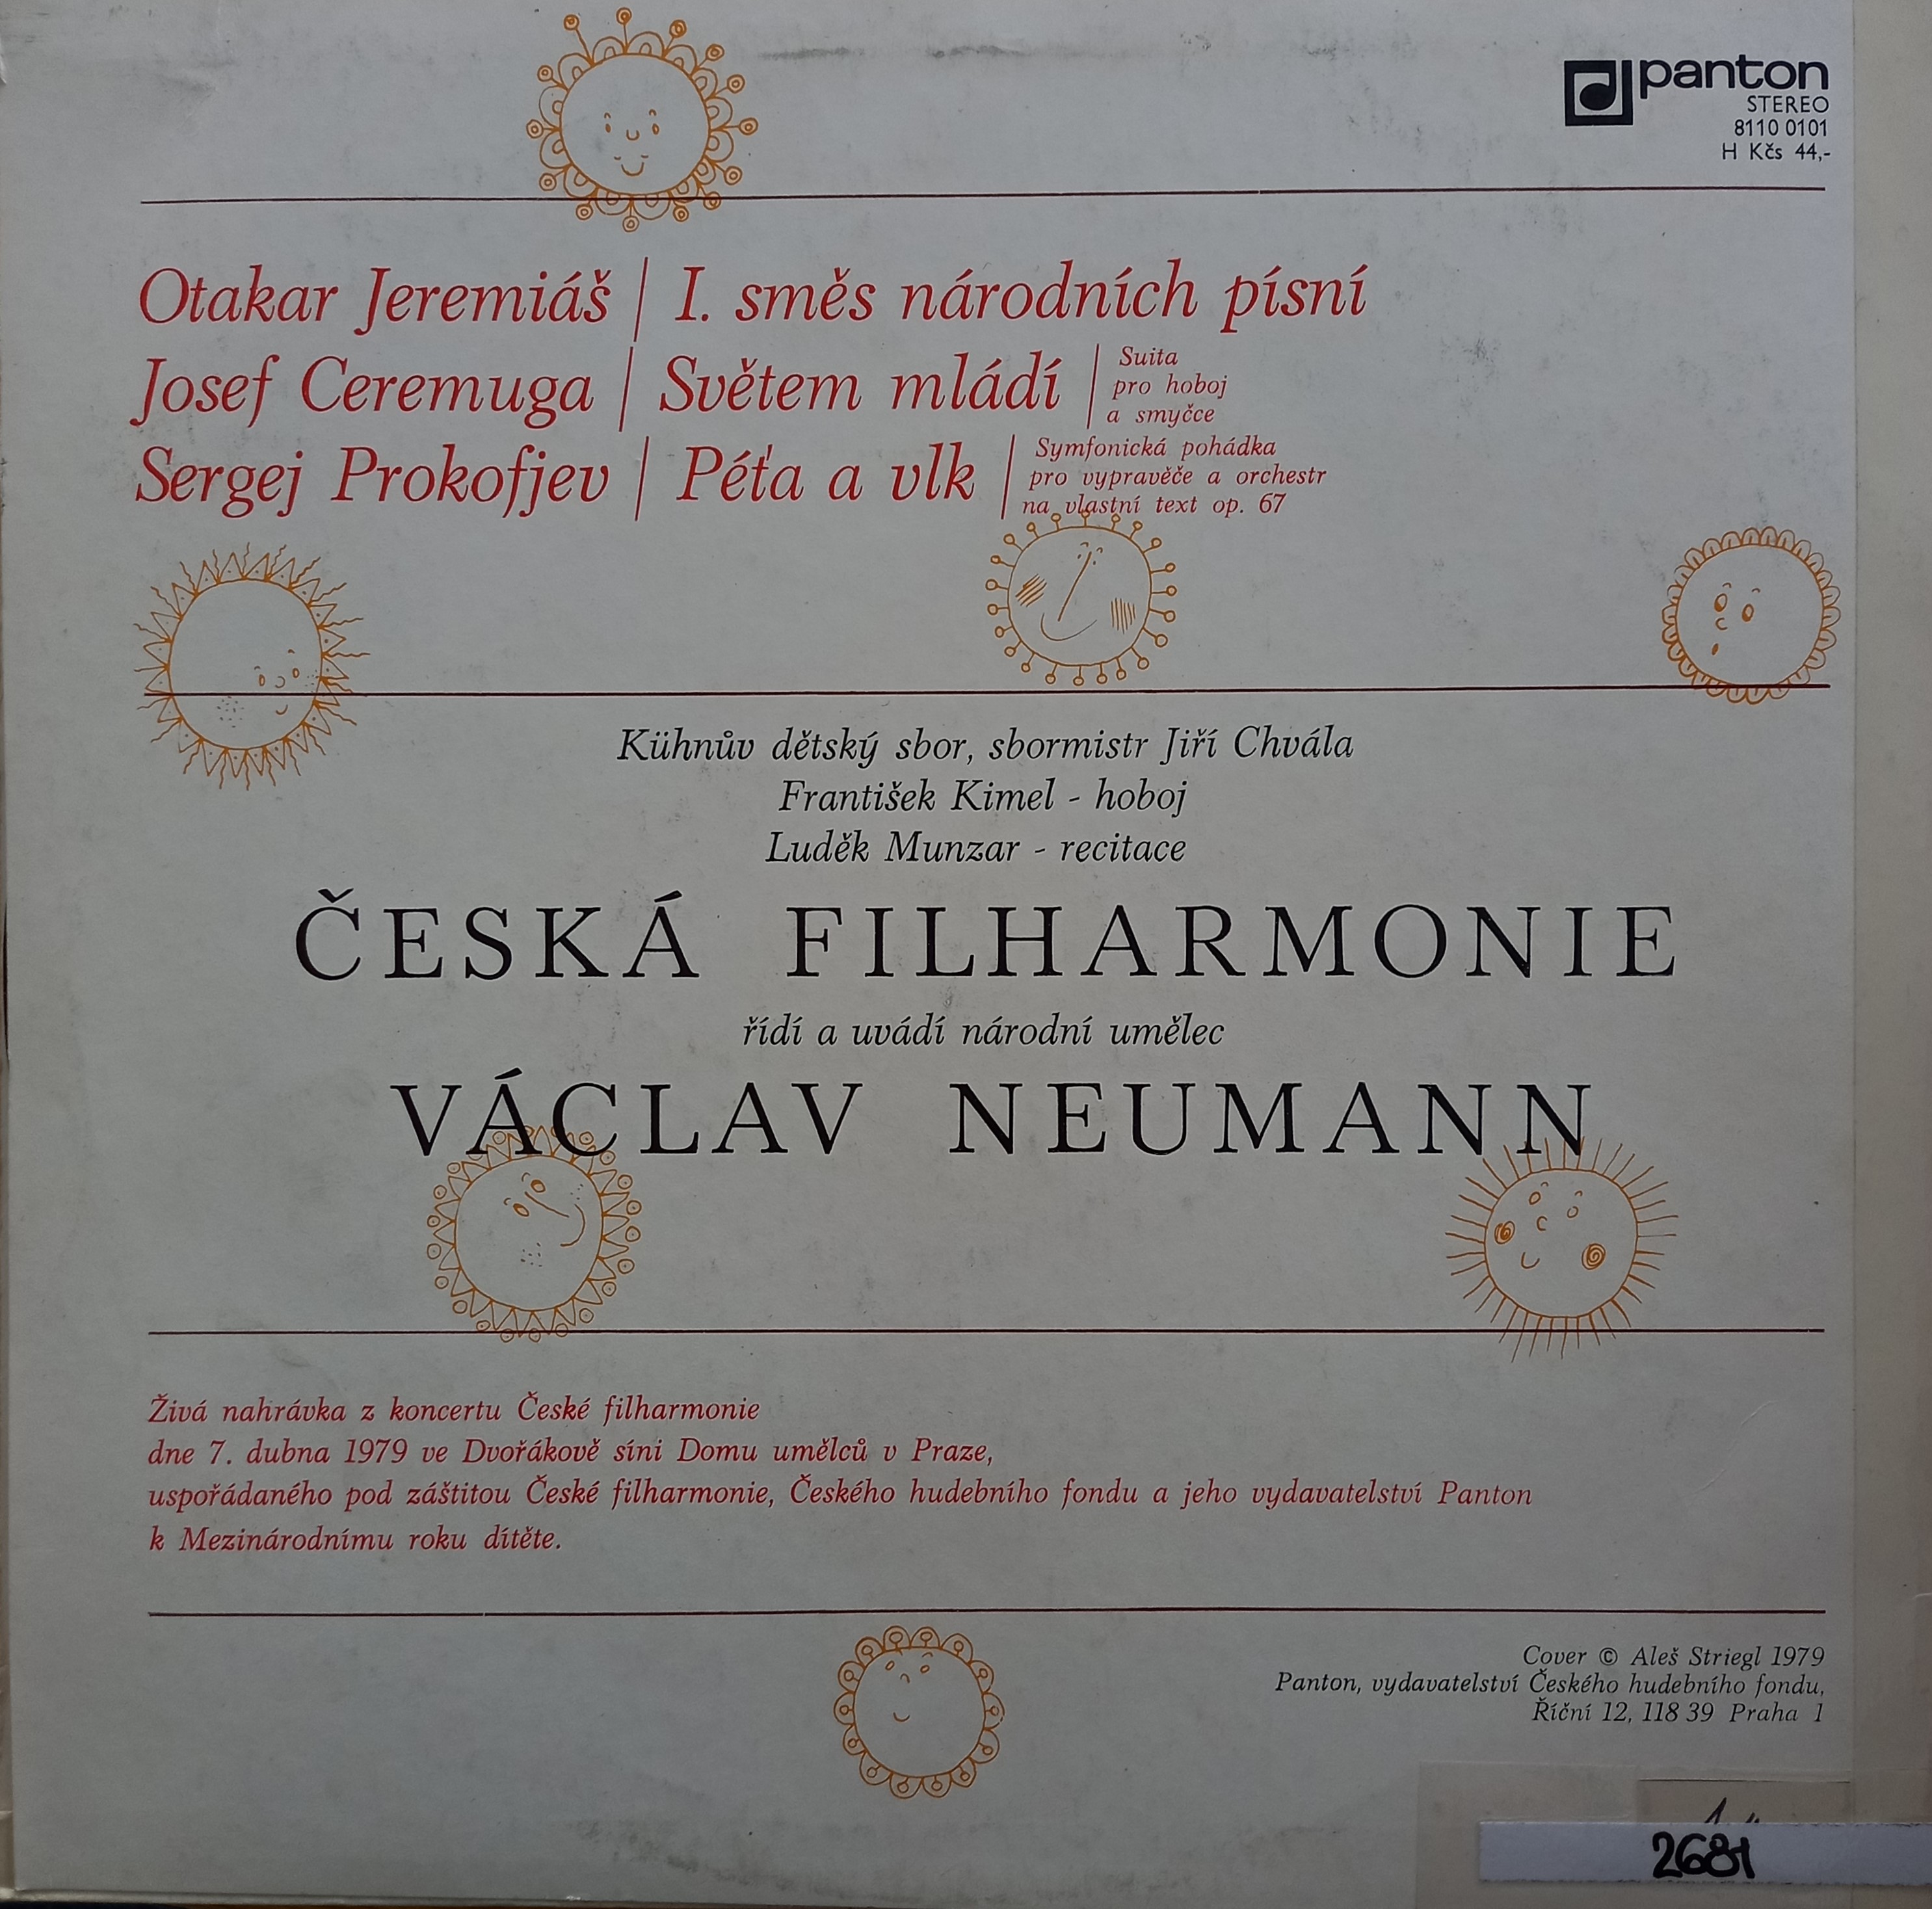 panton
STEREO
8110 0101
H Kčs 44,-
Otakar Jeremiáš | I. směs národních písní
Josef Ceremuga | Světem mládí | Suita
pro hoboj
a smyčce
Sergej Prokofjev | Péťa a vlk | Symfonická pohádka
pro vypravěče a orchestr
na vlastní text op. 67
Kühnův dětský sbor, sbormistr Jiří Chvála
František Kimel - hoboj
Luděk Munzar - recitace
ČESKÁ FILHARMONIE
řídí a uvádí národní umělec
VÁCLAV NEUMANN
Živá nahrávka z koncertu České filharmonie
dne 7. dubna 1979 ve Dvořákově síni Domu umělců v Praze,
uspořádaného pod záštitou České filharmonie, Českého hudebního fondu a jeho vydavatelství Panton
k Mezinárodnímu roku dítěte.
Cover © Aleš Striegl 1979
Panton, vydavatelství Českého hudebního fondu,
Říční 12, 118 39 Praha 1
2681